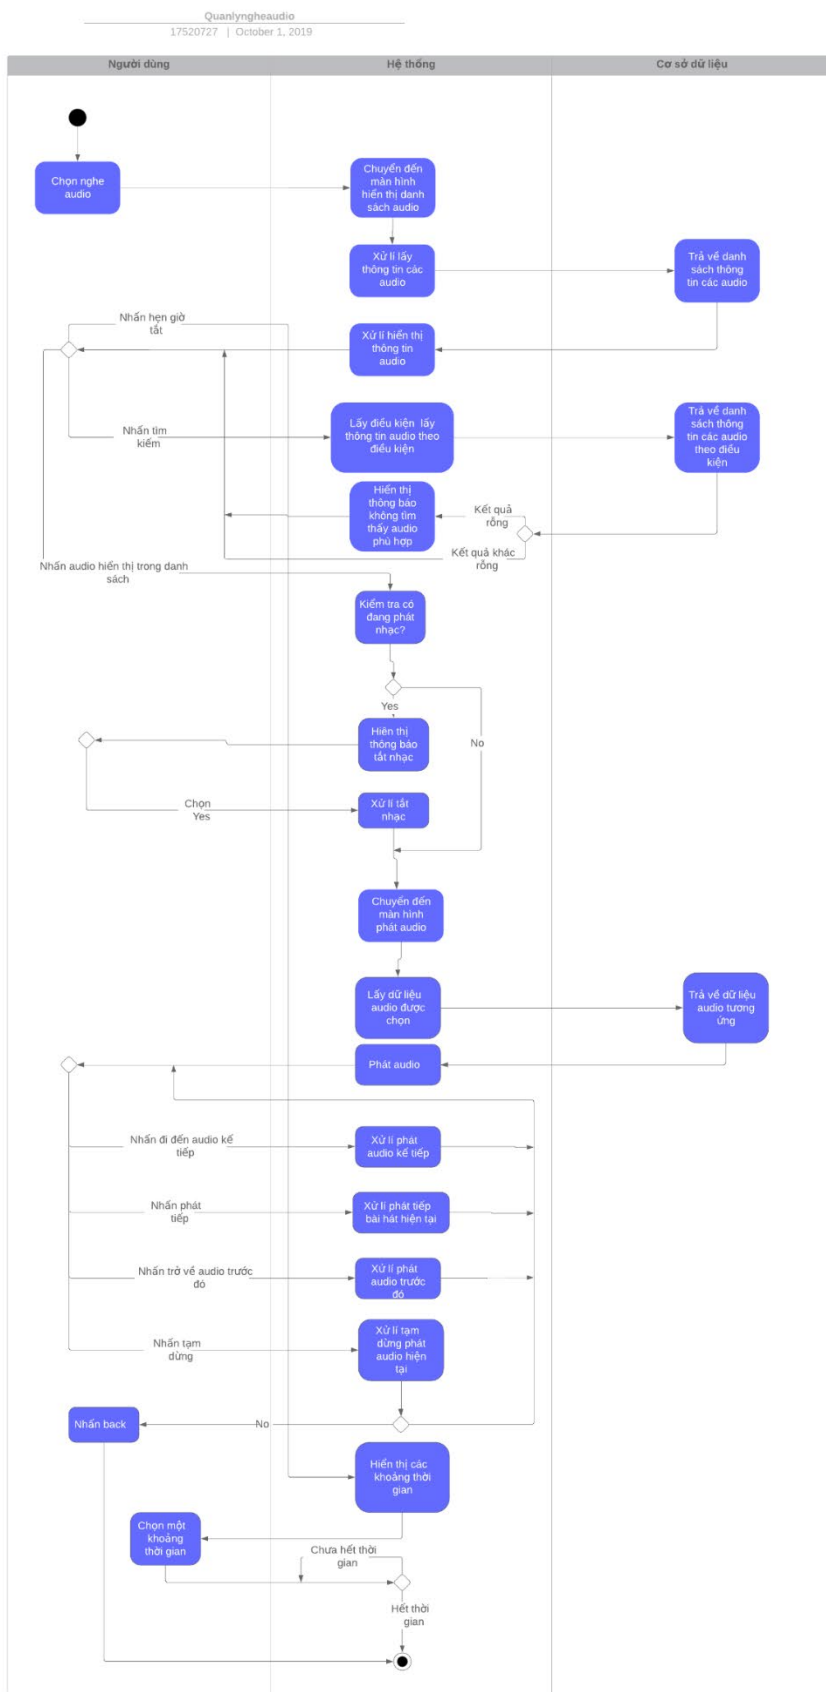 Quanlyngheaudio
17520727 | October 1, 2019
Người dùng
Hệ thống
Cơ sở dữ liệu
Chọn nghe
audio
Chuyển đến
màn hình
hiển thị danh
sách audio
Xử lí lấy
thông tin các
audio
Trả về danh
sách thông
tin các audio
Nhấn hẹn giờ
tắt
Xử lí hiển thị
thông tin
audio
Nhấn tìm
kiếm
Lấy điều kiện lấy
thông tin audio theo
điều kiện
Trả về danh
sách thông
tin các audio
theo điều
kiện
Hiển thị
thông báo
không tìm
thấy audio
phù hợp
Kết quả
rỗng
Kết quả khác
rỗng
Nhấn audio hiển thị trong danh
sách
Kiểm tra có
đang phát
nhạc?
Yes
No
Hiên thị
thông báo
tắt nhạc
Chọn
Yes
Xử lí tắt
nhạc
Chuyển đến
màn hình
phát audio
Lấy dữ liệu
audio được
chọn
Trả về dữ liệu
audio tương
ứng
Phát audio
Nhấn đi đến audio kế
tiếp
Xử lí phát
audio kế tiếp
Nhấn phát
tiếp
Xử lí phát tiếp
bài hát hiện tại
Nhấn trở về audio trước
đó
Xử lí phát
audio trước
đó
Nhấn tạm
dừng
Xử lí tạm
dừng phát
audio hiện
tại
Nhấn back
No
Hiển thị các
khoảng thời
gian
Chọn một
khoảng
thời gian
Chưa hết thời
gian
Hết thời
gian